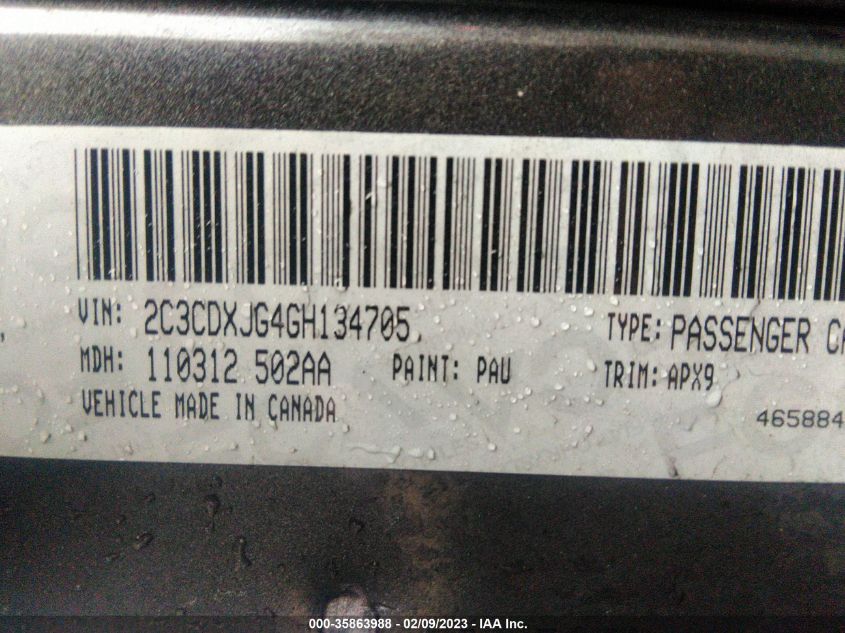 VIN: 2C3CDXJG4GH134705 TYPE: PASSENGER
MDH: 110312 502AA PAINT: PAU TRIM: APX9
VEHICLE MADE IN CANADA
465884
000-35863988 - 02/09/2023 - IAA Inc.